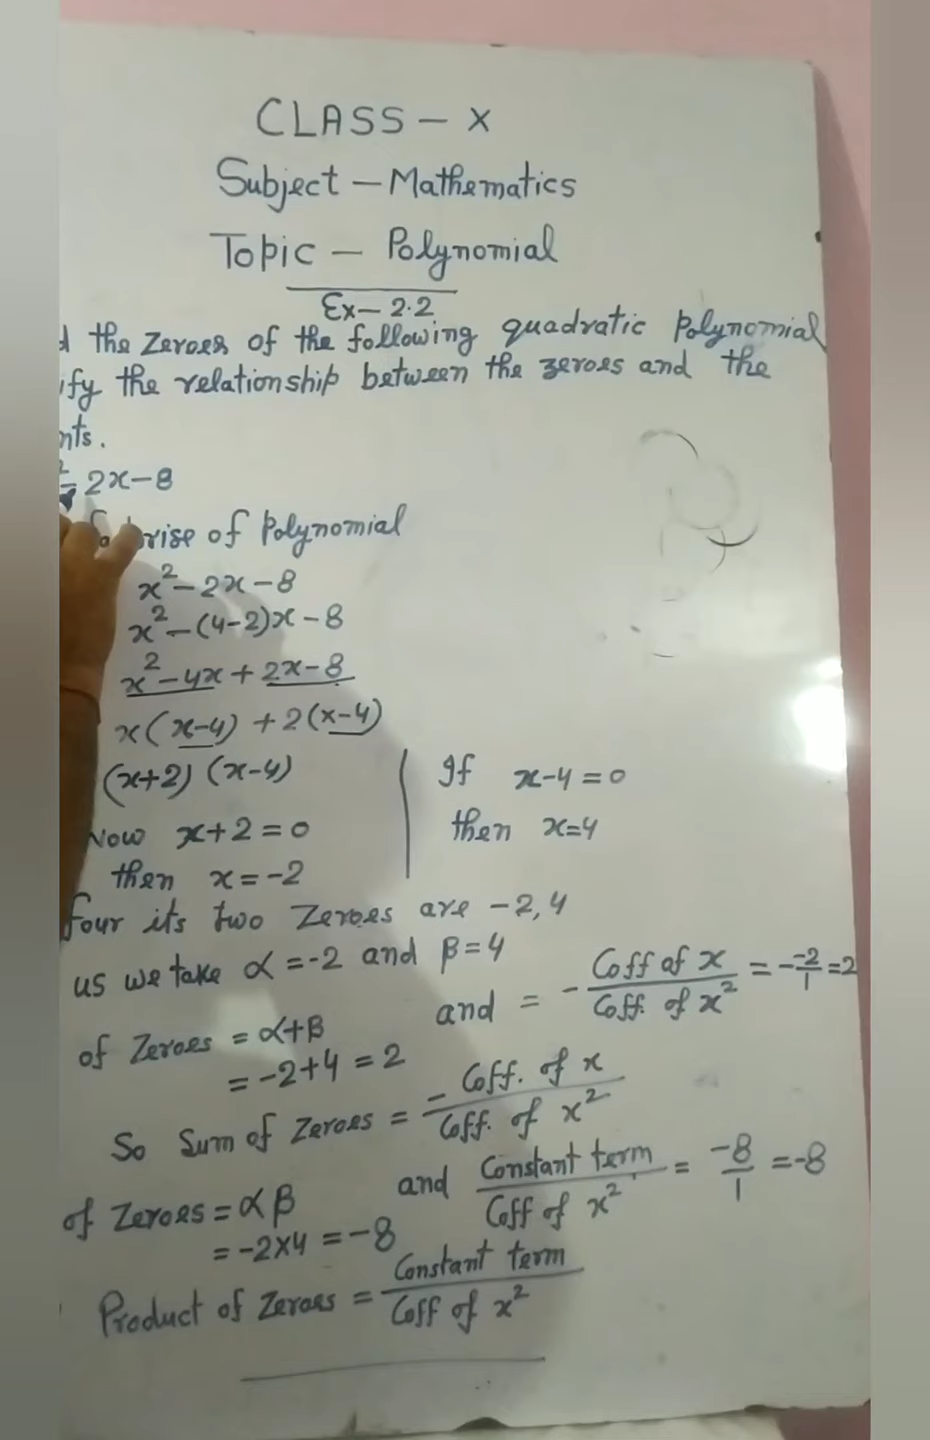 CLASS - X
Subject - Mathematics
Topic - Polynomial
Ex- 2.2
the zeroes of the following quadratic Polynomial
ify the relationship between the zeroes and the
nts.
2x-8
rise of Polynomial
x²-2x-8
x²-(4-2)x-8
x²-4x+2x-8
x(x-4)+2(x-4)
(x+2)(x-4)
Now x+2=0
then x=-2
If x-4=0
then x=4
four its two Zeroes are -2,4
us we take α=-2 and β=4
of Zeroes = α+β
= -2+4 = 2
and = - Coff of x / Coff. of x² = - -2/1 = 2
So Sum of Zeroes = - Coff. of x / Coff. of x²
of Zeroes = αβ
= -2×4 = -8
and Constant term / Coff of x² = -8/1 = -8
Product of Zeroes = Constant term / Coff of x²